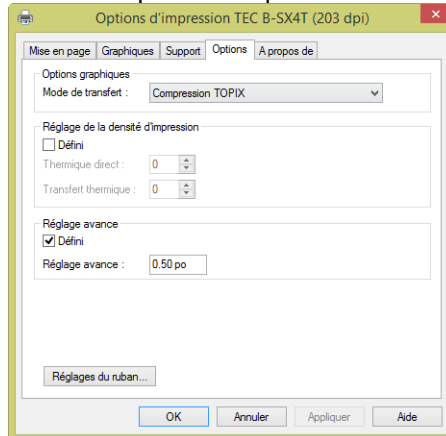 Options d'impression TEC B-SX4T (203 dpi)
Mise en page Graphiques Support Options A propos de
Options graphiques
Mode de transfert : Compression TOPIX
Réglage de la densité d'impression
Défini
Thermique direct : 0
Transfert thermique : 0
Réglage avance
Défini
Réglage avance : 0.50 po
Réglages du ruban...
OK Annuler Appliquer Aide